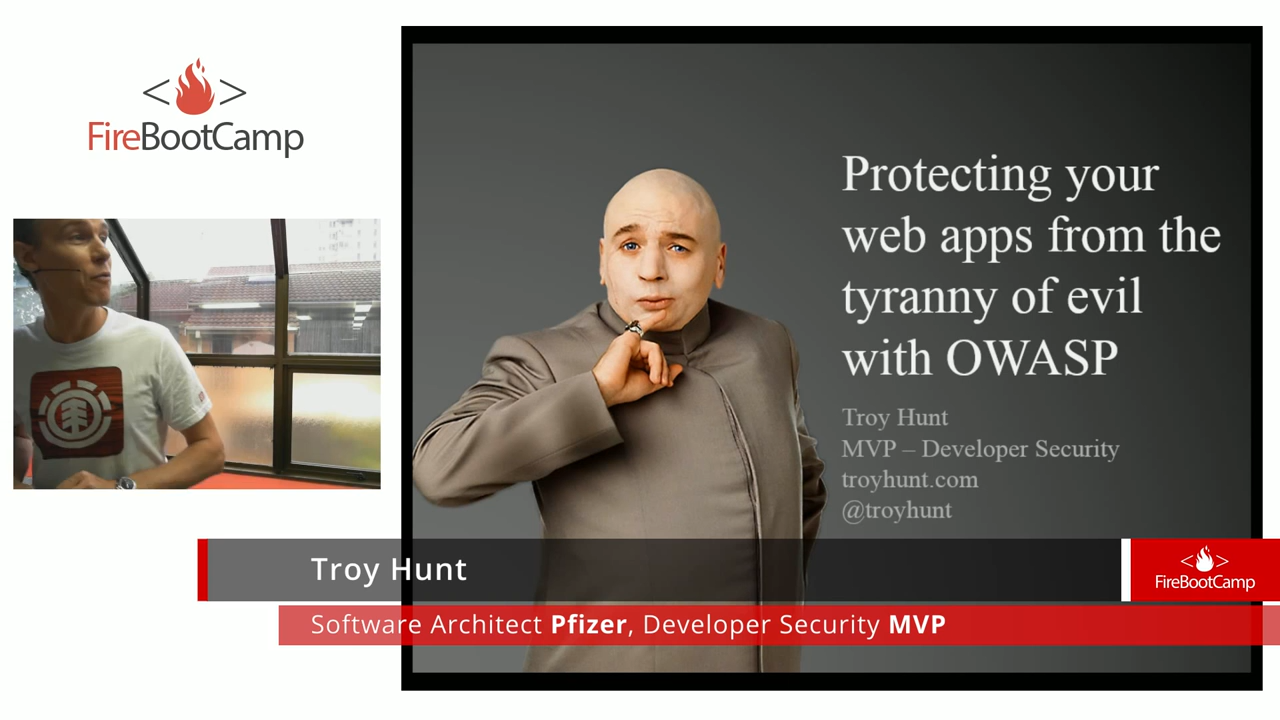 FireBootCamp
Protecting your
web apps from the
tyranny of evil
with OWASP
Troy Hunt
MVP – Developer Security
troyhunt.com
@troyhunt
Troy Hunt
FireBootCamp
Software Architect Pfizer, Developer Security MVP